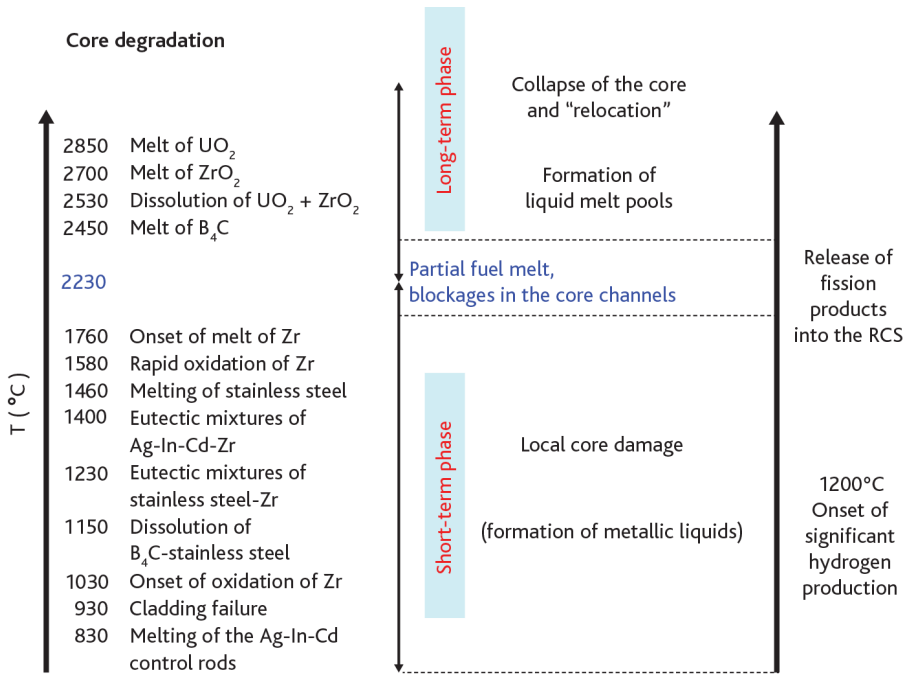 Core degradation
T (°C)
2850 Melt of UO2
2700 Melt of ZrO2
2530 Dissolution of UO2 + ZrO2
2450 Melt of B4C
2230
1760 Onset of melt of Zr
1580 Rapid oxidation of Zr
1460 Melting of stainless steel
1400 Eutectic mixtures of
Ag-In-Cd-Zr
1230 Eutectic mixtures of
stainless steel-Zr
1150 Dissolution of
B4C-stainless steel
1030 Onset of oxidation of Zr
930 Cladding failure
830 Melting of the Ag-In-Cd
control rods
Long-term phase
Collapse of the core
and “relocation”
Formation of
liquid melt pools
Partial fuel melt,
blockages in the core channels
Short-term phase
Local core damage
(formation of metallic liquids)
Release of
fission
products
into the RCS
1200°C
Onset of
significant
hydrogen
production